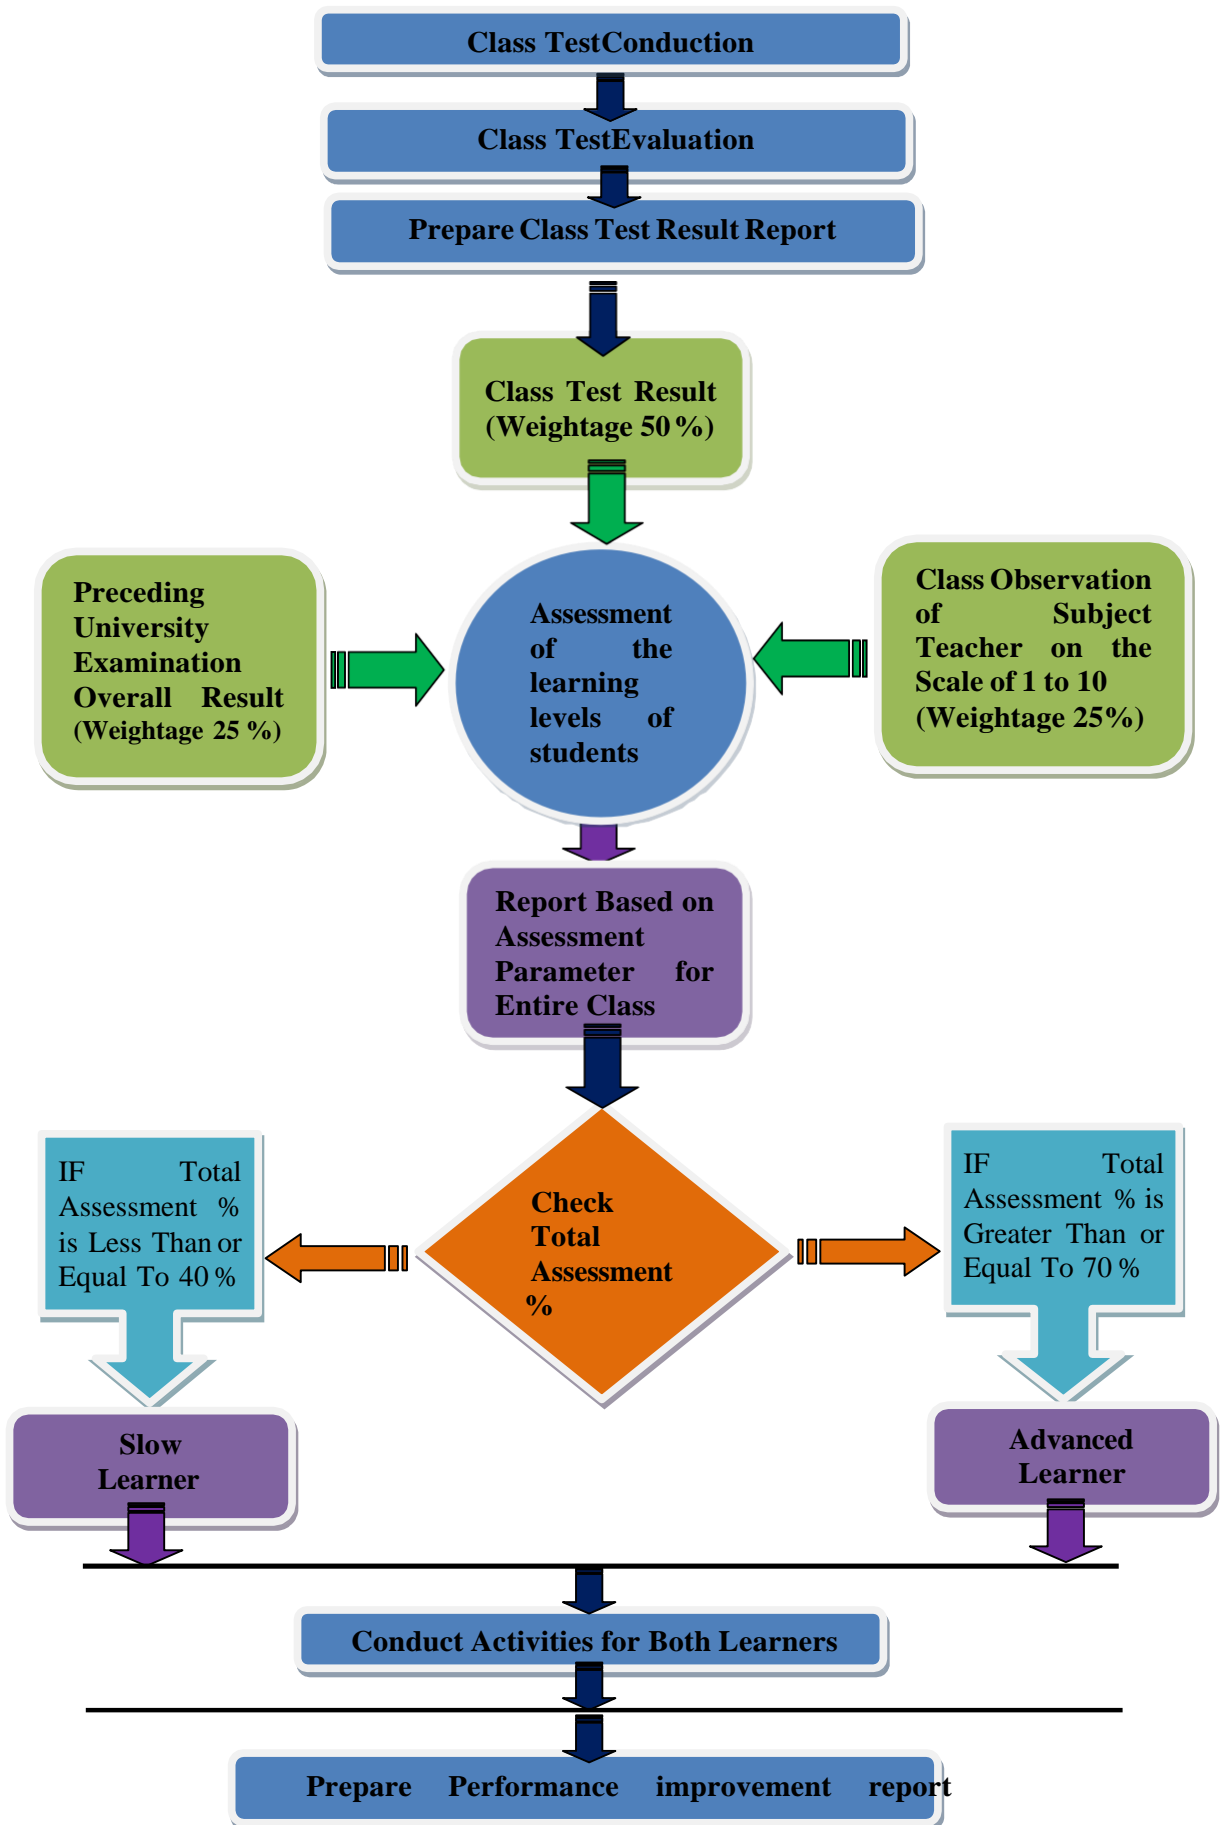 Class TestConduction
Class TestEvaluation
Prepare Class Test Result Report
Class Test Result
(Weightage 50 %)
Preceding
University
Examination
Overall Result
(Weightage 25 %)
Assessment
of the
learning
levels of
students
Class Observation
of Subject
Teacher on the
Scale of 1 to 10
(Weightage 25%)
Report Based on
Assessment
Parameter for
Entire Class
IF Total
Assessment %
is Less Than or
Equal To 40 %
Check
Total
Assessment
%
IF Total
Assessment % is
Greater Than or
Equal To 70 %
Slow
Learner
Advanced
Learner
Conduct Activities for Both Learners
Prepare Performance improvement report